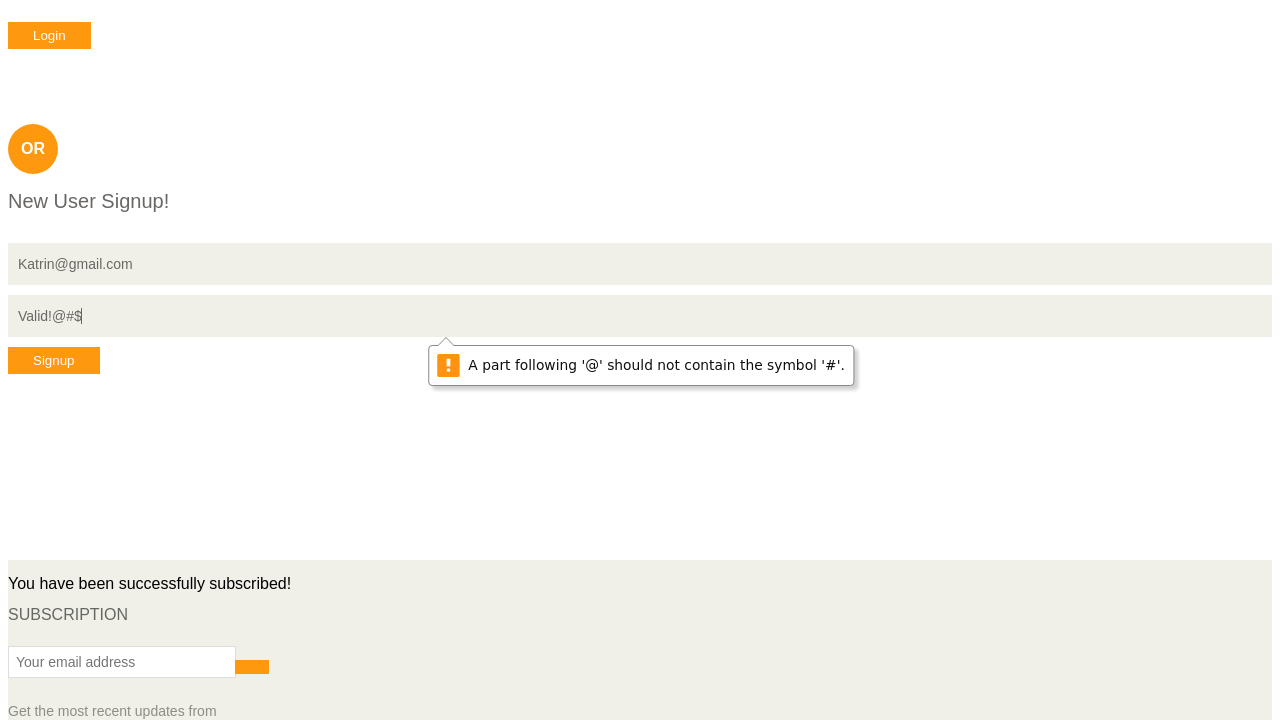 Login
OR
New User Signup!
Katrin@gmail.com
Valid!@#$
Signup
A part following '@' should not contain the symbol '#'.
You have been successfully subscribed!
SUBSCRIPTION
Your email address
Get the most recent updates from